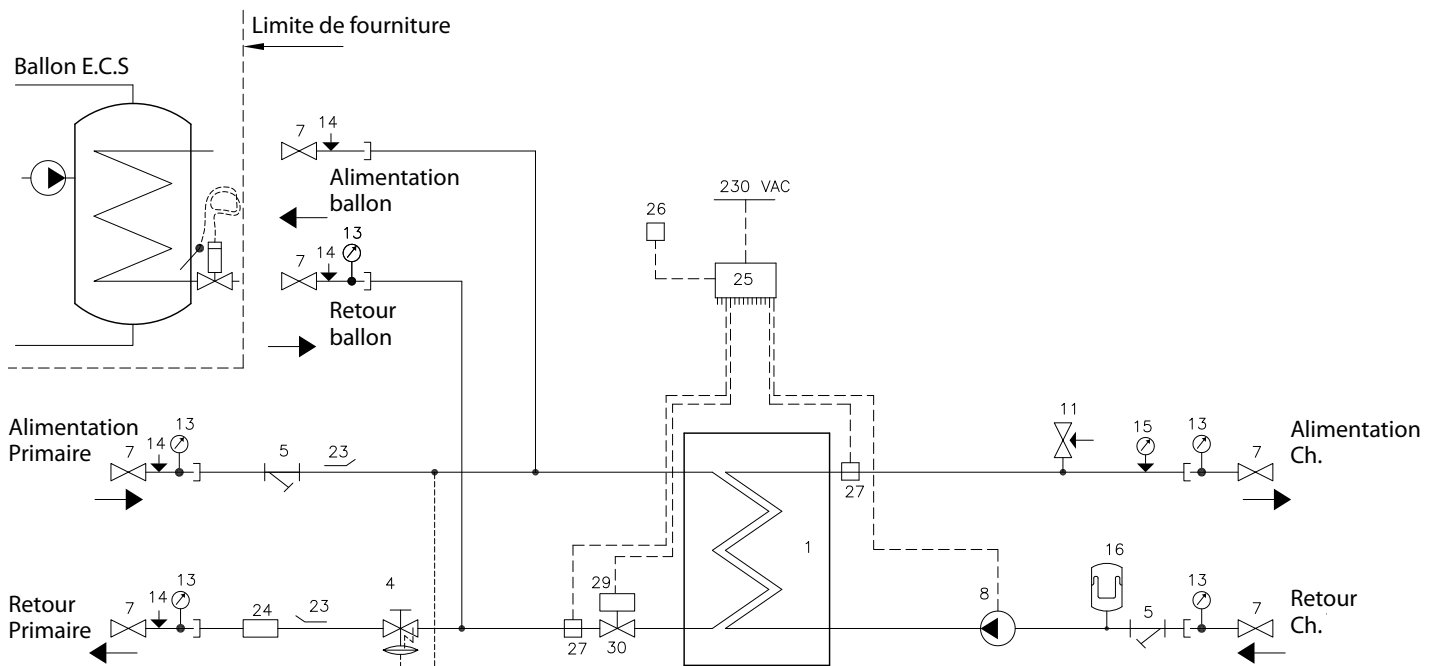 Limite de fourniture
Ballon E.C.S
7 14
Alimentation
ballon
13
7 14
Retour
ballon
230 VAC
26
25
Alimentation
Primaire
7 14 13
5 23
11
15 13 7
Alimentation
Ch.
27
1
Retour
Primaire
7 14 13
24 23
4
27
29
30
8
16
5
13
7
Retour
Ch.